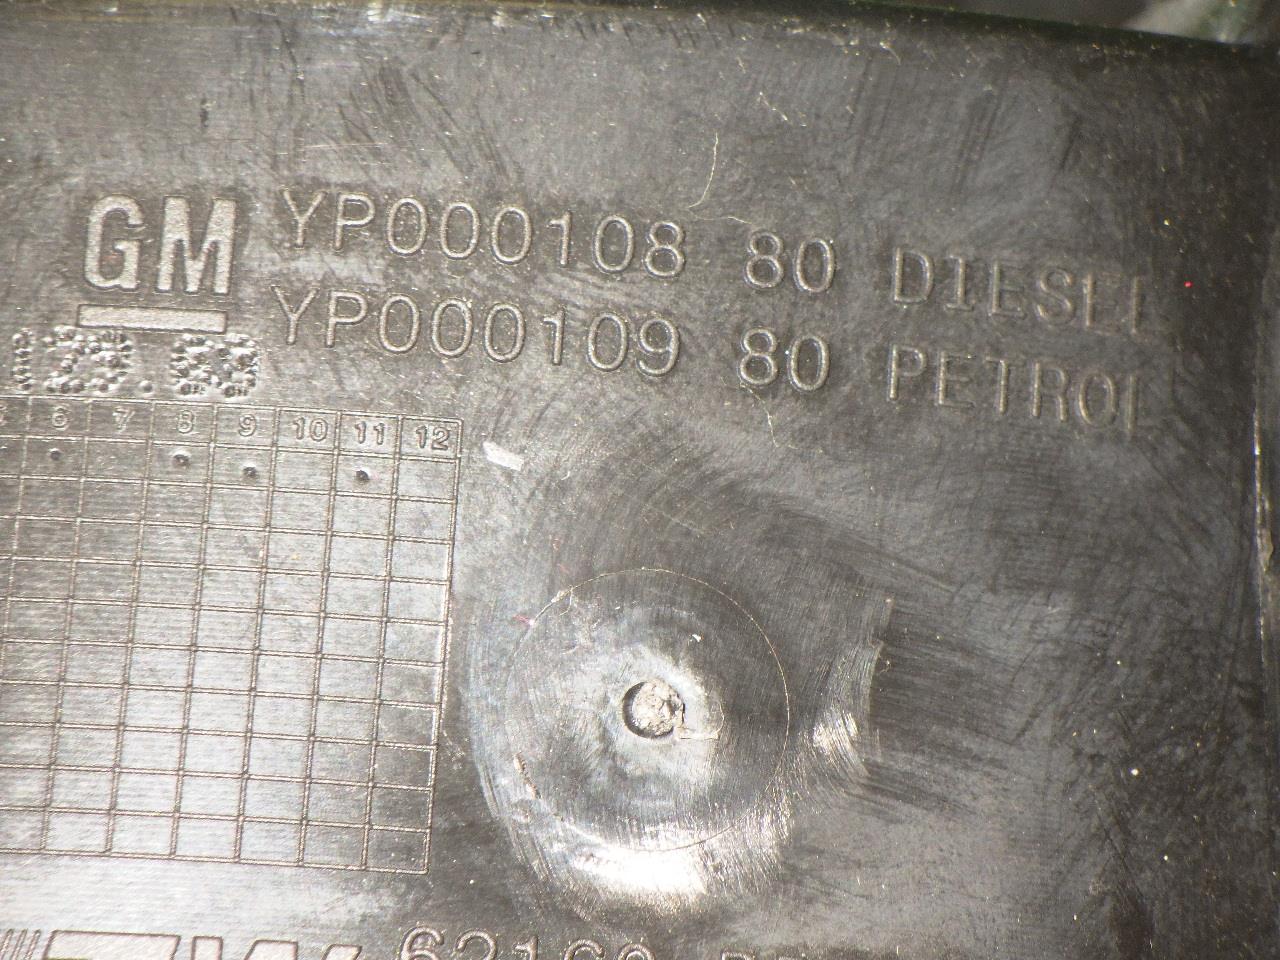 GM YP000108 80 DIESEL
YP000109 80 PETROL
6 7 8 9 10 11 12